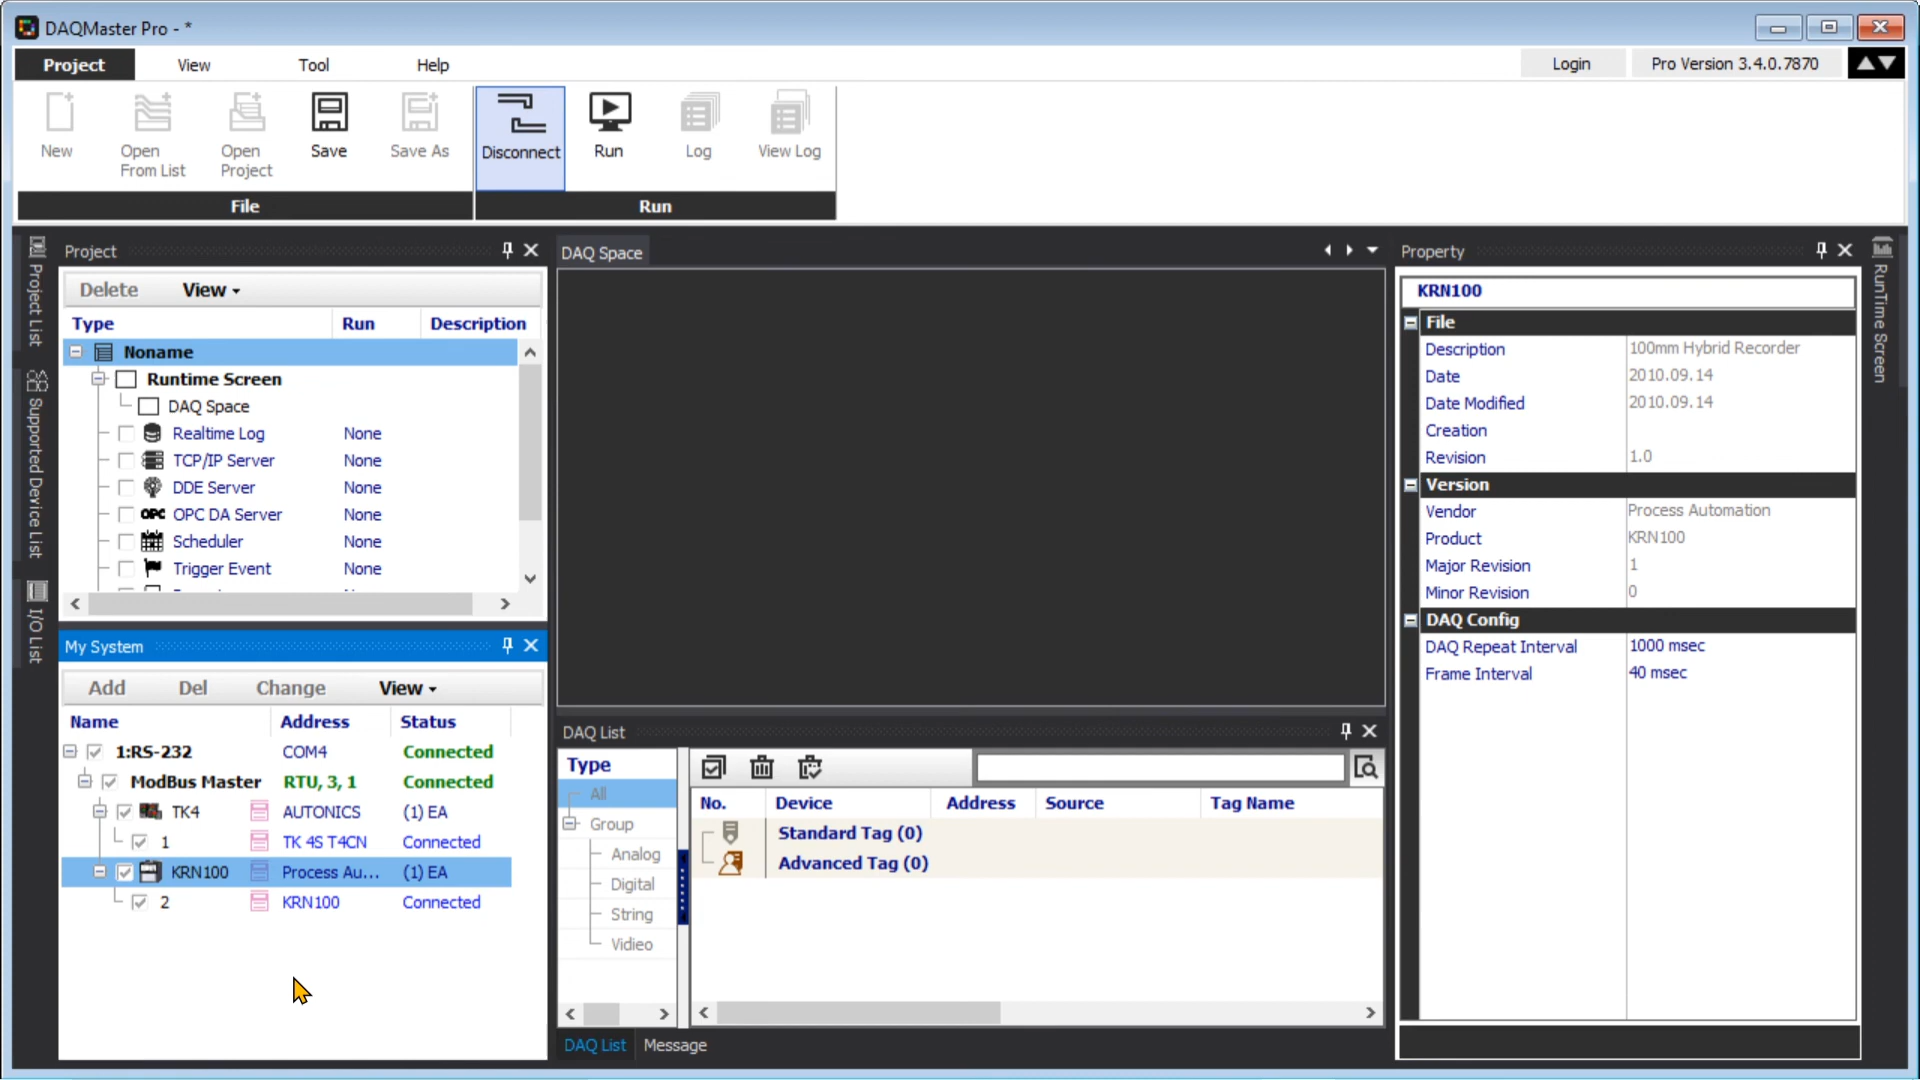 DAQMaster Pro - *
Project View Tool Help Login Pro Version 3.4.0.7870
New Open From List Open Project Save Save As Disconnect Run Log View Log
File Run
Project List
Supported Device List
I/O List
Project
Delete View
Type Run Description
Noname
Runtime Screen
DAQ Space
Realtime Log None
TCP/IP Server None
DDE Server None
OPC OPC DA Server None
Scheduler None
Trigger Event None
My System
Add Del Change View
Name Address Status
1:RS-232 COM4 Connected
ModBus Master RTU, 3, 1 Connected
TK4 AUTONICS (1) EA
1 TK 4S T4CN Connected
KRN100 Process Au... (1) EA
2 KRN100 Connected
DAQ Space
DAQ List
Type
All
Group
Analog
Digital
String
Vidieo
No. Device Address Source Tag Name
Standard Tag (0)
Advanced Tag (0)
DAQ List Message
Property
KRN100
File
Description 100mm Hybrid Recorder
Date 2010.09.14
Date Modified 2010.09.14
Creation
Revision 1.0
Version
Vendor Process Automation
Product KRN100
Major Revision 1
Minor Revision 0
DAQ Config
DAQ Repeat Interval 1000 msec
Frame Interval 40 msec
RunTime Screen